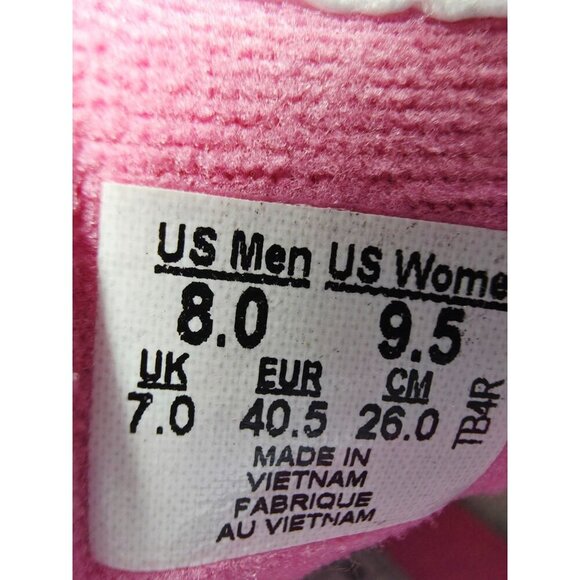 US Men US Wome
8.0 9.5
UK EUR CM
7.0 40.5 26.0
TB4R
MADE IN
VIETNAM
FABRIQUE
AU VIETNAM